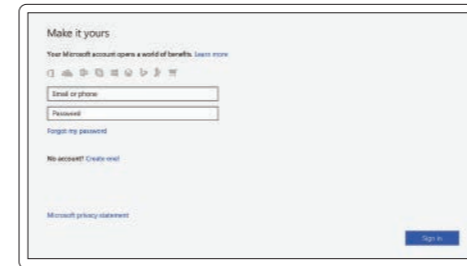 Make it yours
Your Microsoft account opens a world of benefits. Learn more
Email or phone
Password
Forgot my password
No account? Create one!
Microsoft privacy statement
Sign in